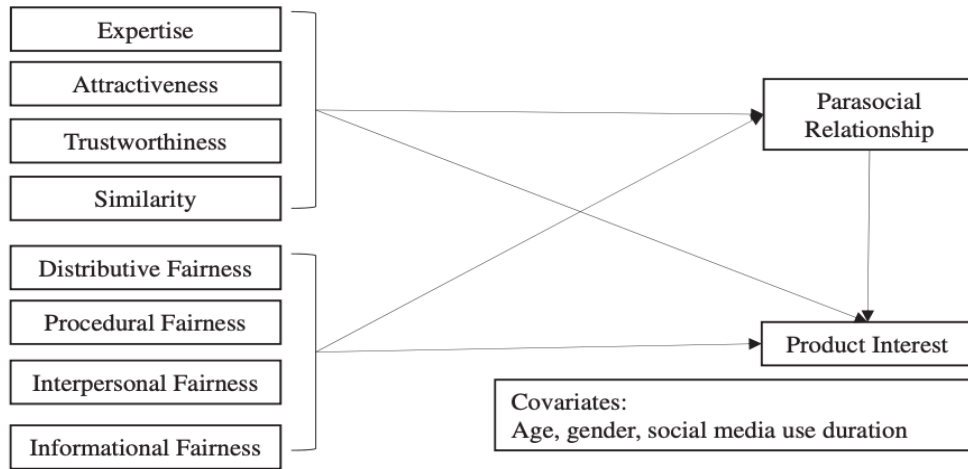 Expertise
Attractiveness
Trustworthiness
Similarity
Distributive Fairness
Procedural Fairness
Interpersonal Fairness
Informational Fairness
Parasocial
Relationship
Product Interest
Covariates:
Age, gender, social media use duration